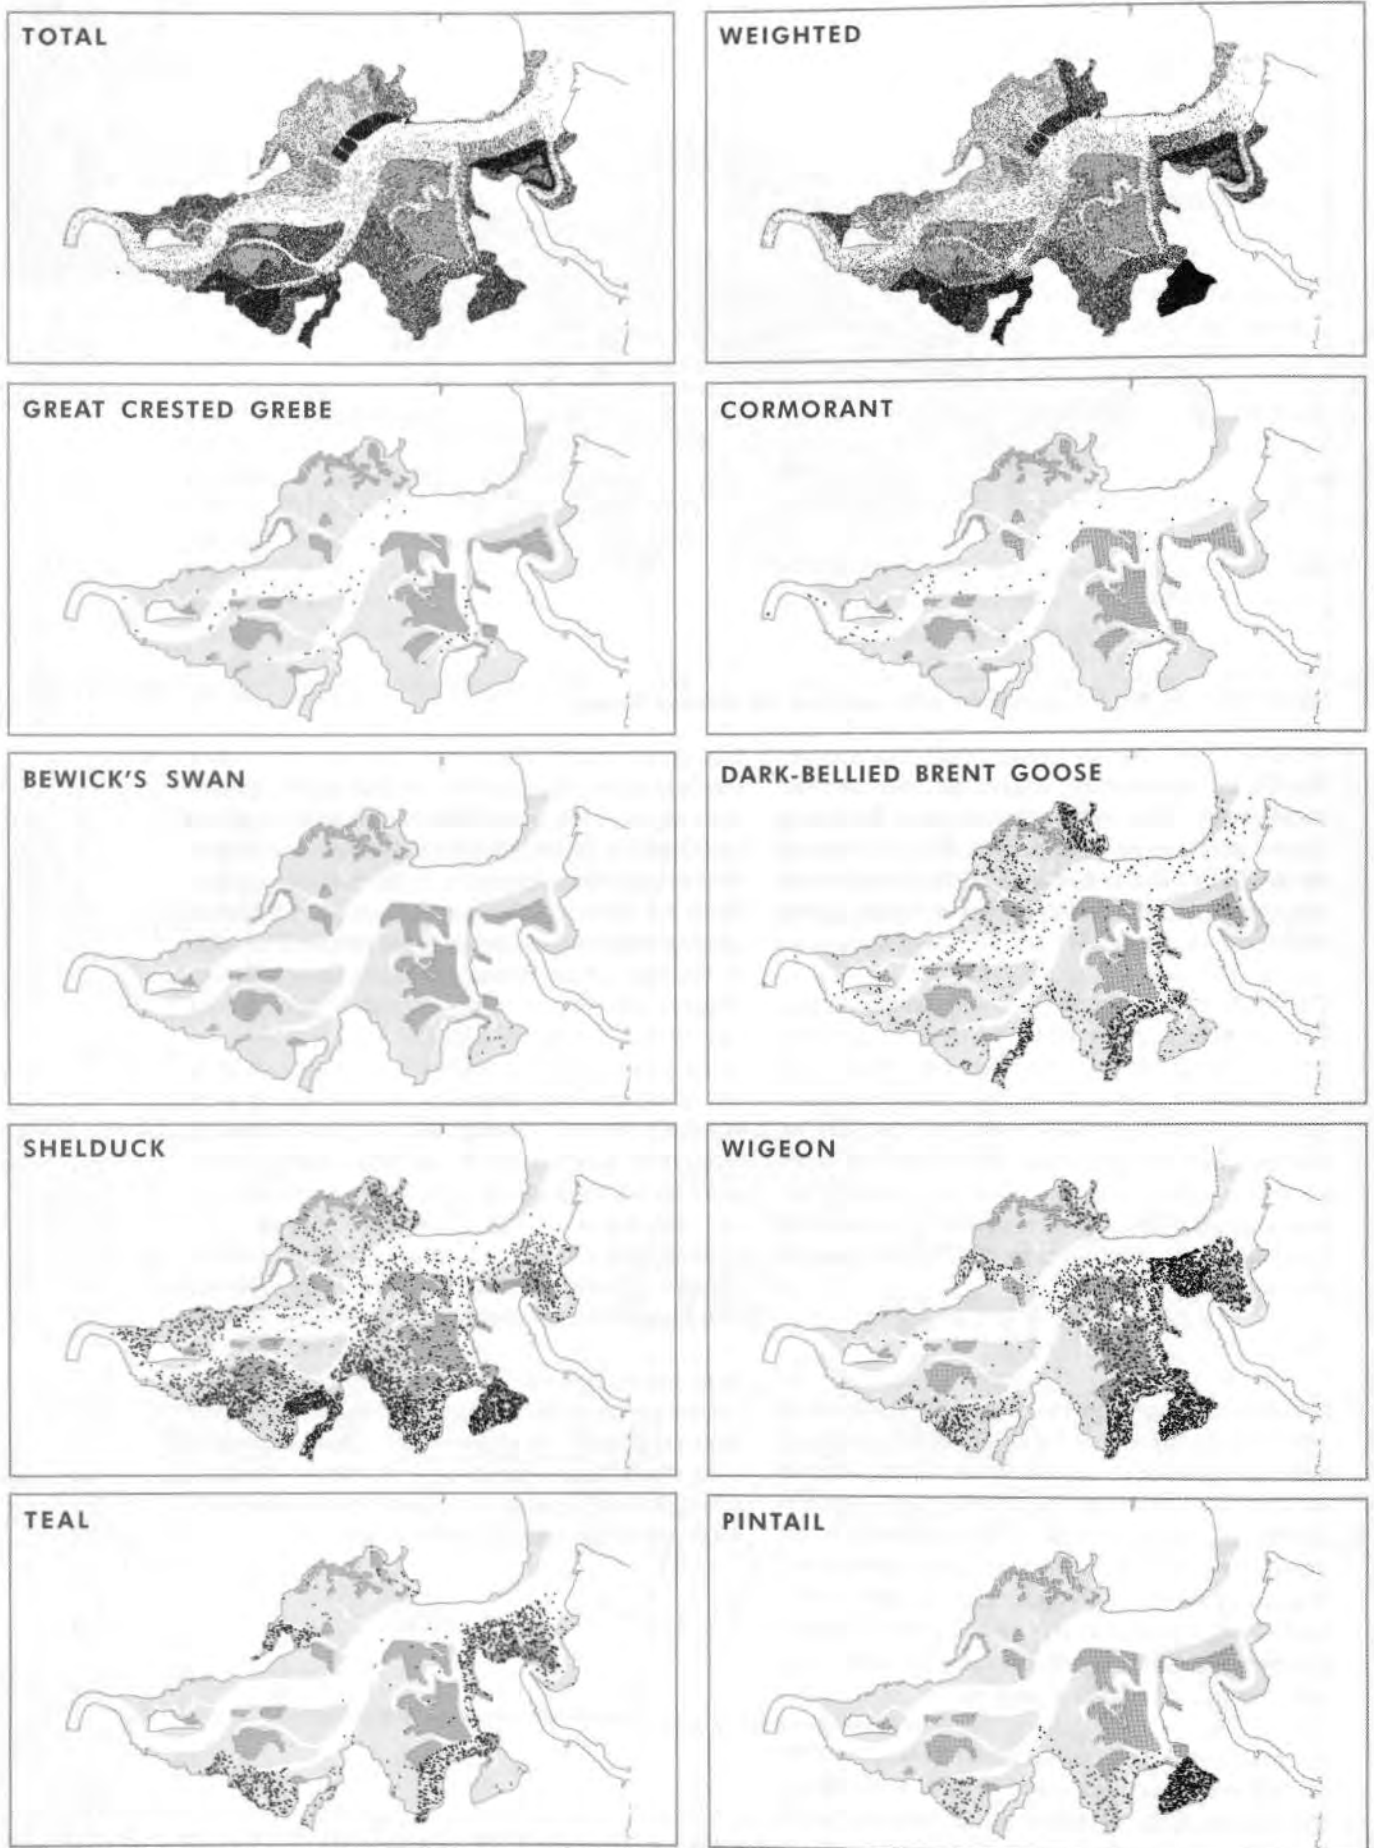 TOTAL
WEIGHTED
GREAT CRESTED GREBE
CORMORANT
BEWICK'S SWAN
DARK-BELLIED BRENT GOOSE
SHELDUCK
WIGEON
TEAL
PINTAIL